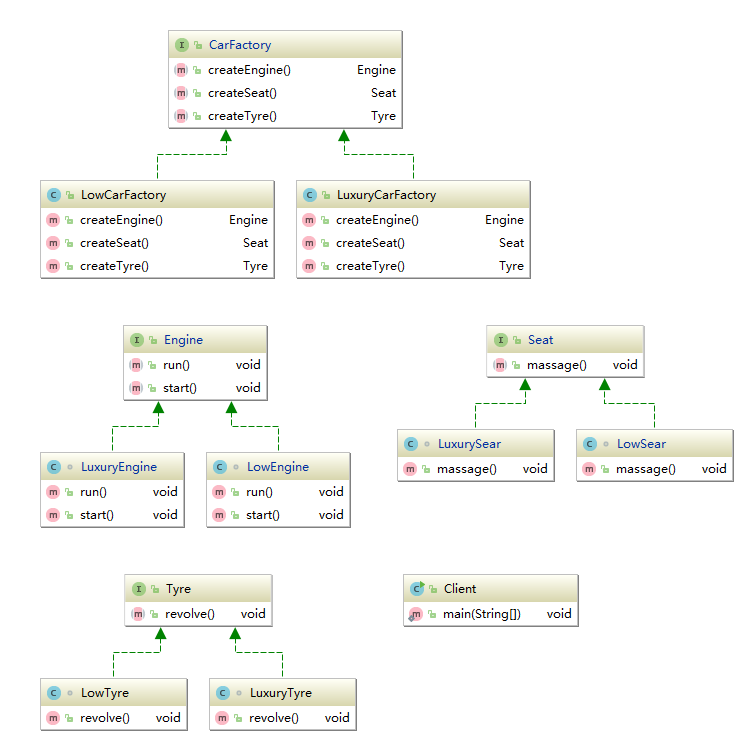 CarFactory
createEngine() Engine
createSeat() Seat
createTyre() Tyre
LowCarFactory
createEngine() Engine
createSeat() Seat
createTyre() Tyre
LuxuryCarFactory
createEngine() Engine
createSeat() Seat
createTyre() Tyre
Engine
run() void
start() void
Seat
massage() void
LuxuryEngine
run() void
start() void
LowEngine
run() void
start() void
LuxurySear
massage() void
LowSear
massage() void
Tyre
revolve() void
Client
main(String[]) void
LowTyre
revolve() void
LuxuryTyre
revolve() void